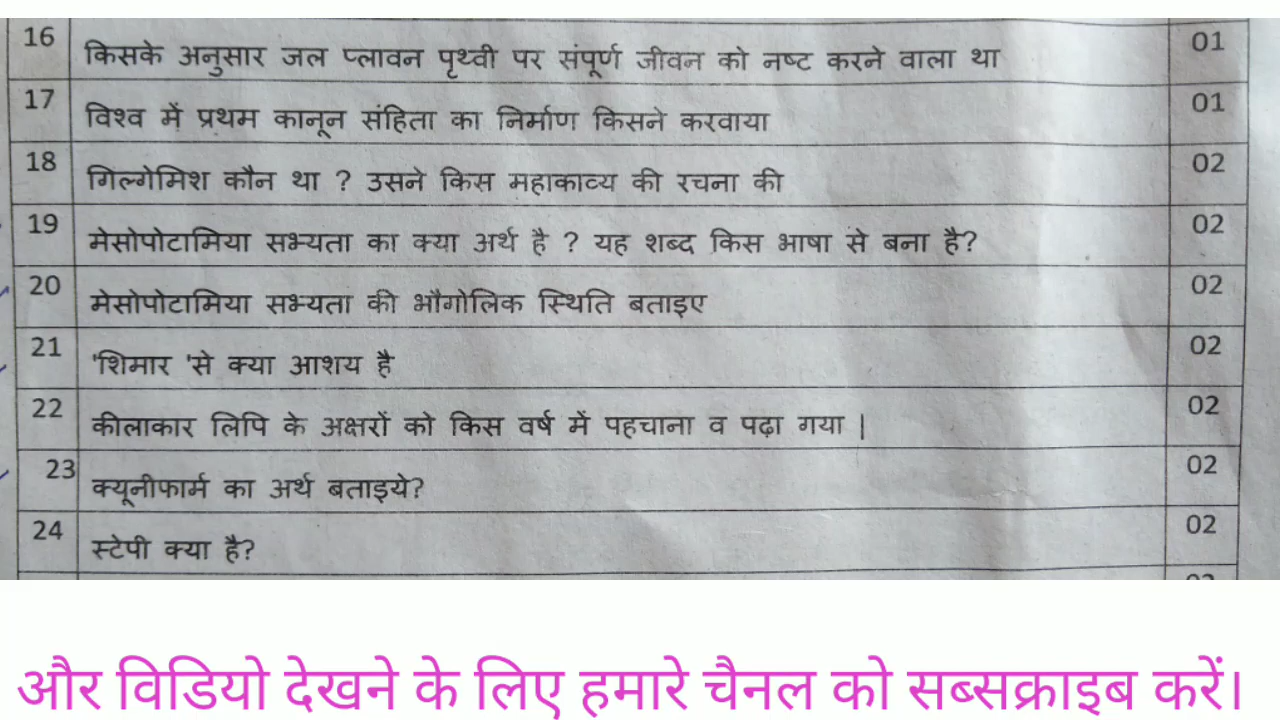 16 किसके अनुसार जल प्लावन पृथ्वी पर संपूर्ण जीवन को नष्ट करने वाला था 01
17 विश्व में प्रथम कानून संहिता का निर्माण किसने करवाया 01
18 गिल्गेमिश कौन था ? उसने किस महाकाव्य की रचना की 02
19 मेसोपोटामिया सभ्यता का क्या अर्थ है ? यह शब्द किस भाषा से बना है? 02
20 मेसोपोटामिया सभ्यता की भौगोलिक स्थिति बताइए 02
21 'शिमार 'से क्या आशय है 02
22 कीलाकार लिपि के अक्षरों को किस वर्ष में पहचाना व पढ़ा गया | 02
23 क्यूनीफार्म का अर्थ बताइये? 02
24 स्टेपी क्या है? 02
और विडियो देखने के लिए हमारे चैनल को सब्सक्राइब करें।